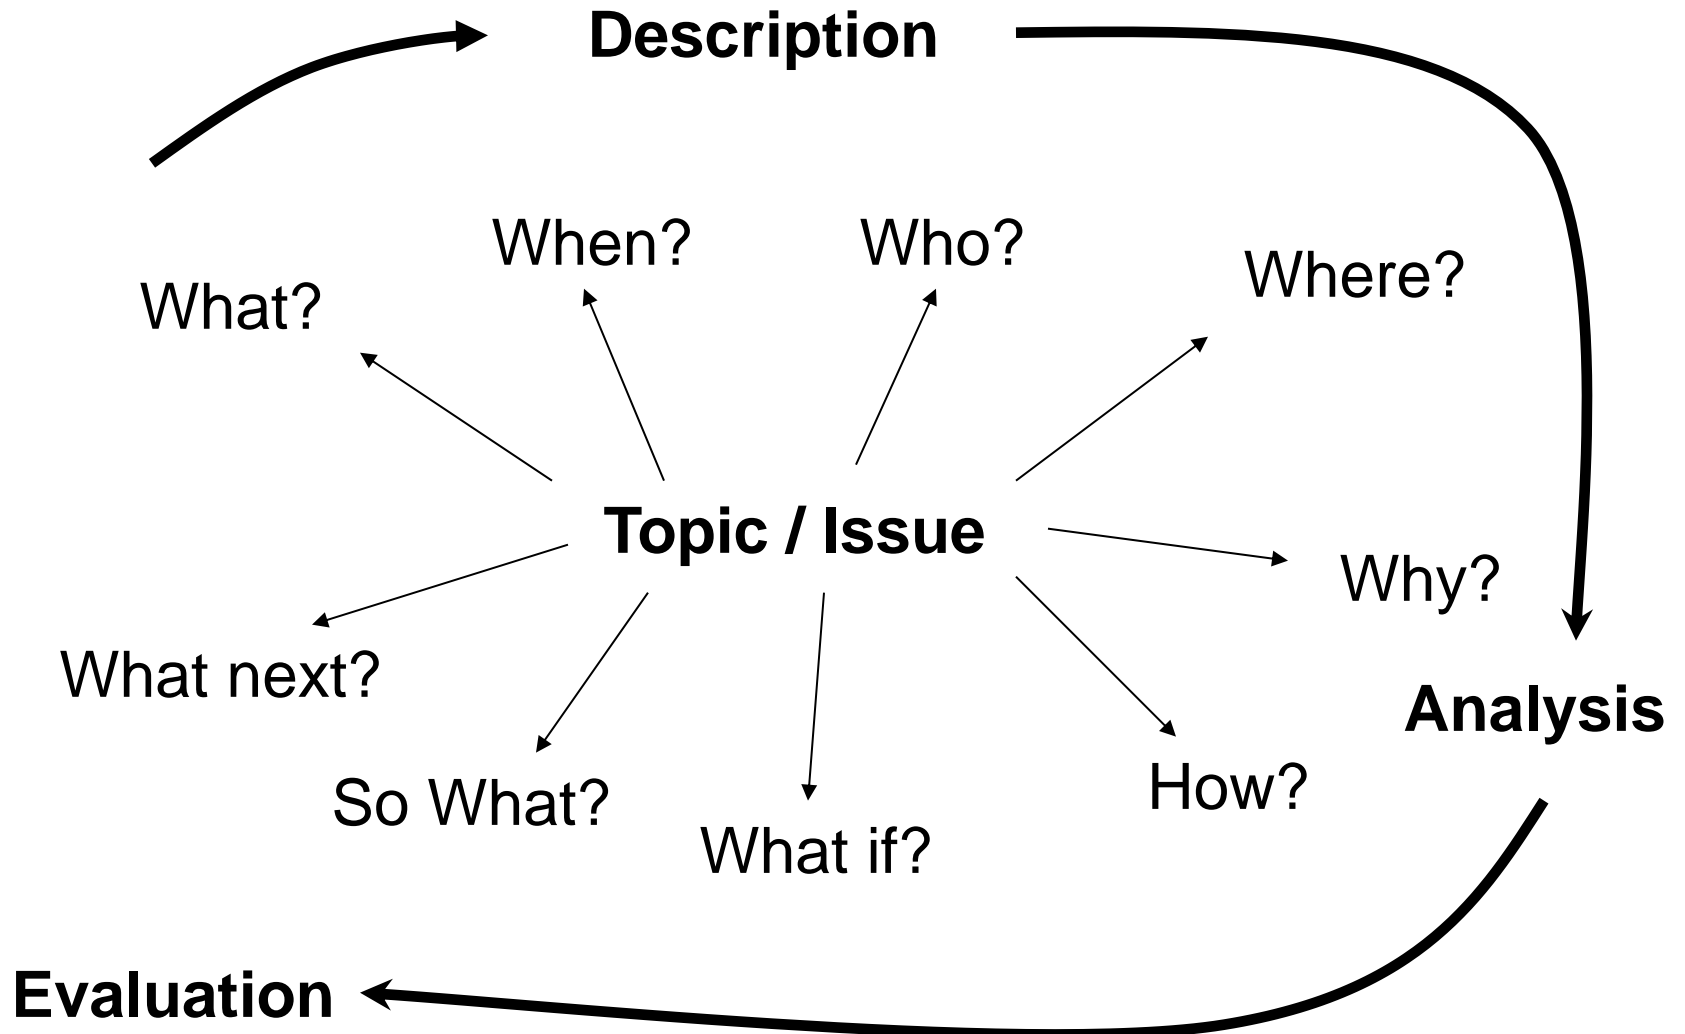 Description
When?
Who?
Where?
What?
Topic / Issue
Why?
What next?
Analysis
How?
So What?
What if?
Evaluation